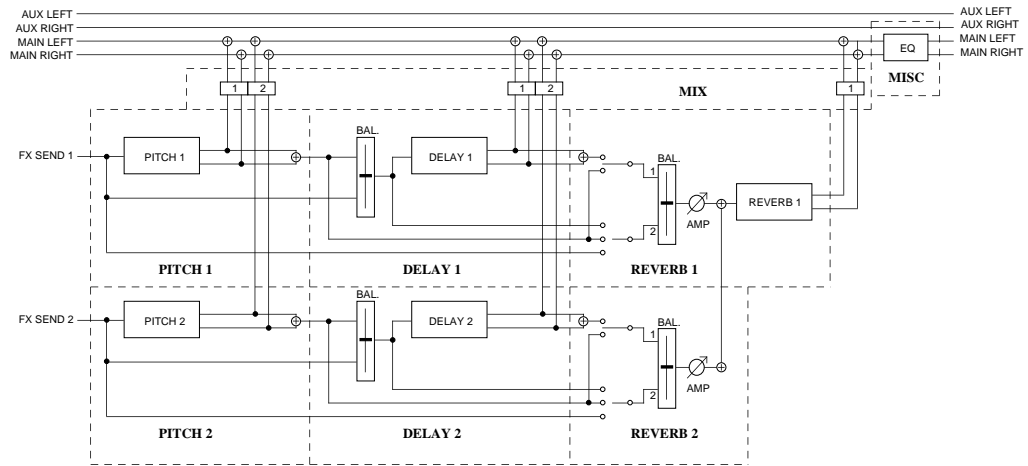 AUX LEFT
AUX RIGHT
MAIN LEFT
MAIN RIGHT
AUX LEFT
AUX RIGHT
MAIN LEFT
MAIN RIGHT
EQ
MISC
1 2
1 2
MIX
1
FX SEND 1
PITCH 1
BAL.
DELAY 1
BAL.
1
2
AMP
REVERB 1
PITCH 1
DELAY 1
REVERB 1
FX SEND 2
PITCH 2
BAL.
DELAY 2
BAL.
1
2
AMP
PITCH 2
DELAY 2
REVERB 2